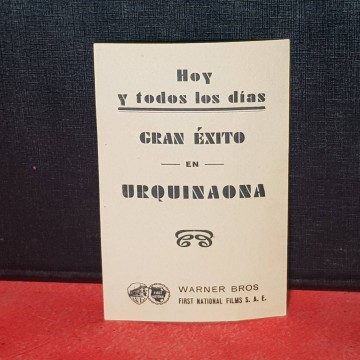 Hoy
y todos los días
GRAN ÉXITO
— EN —
URQUINAONA
WARNER BROS
FIRST NATIONAL FILMS S. A. E.